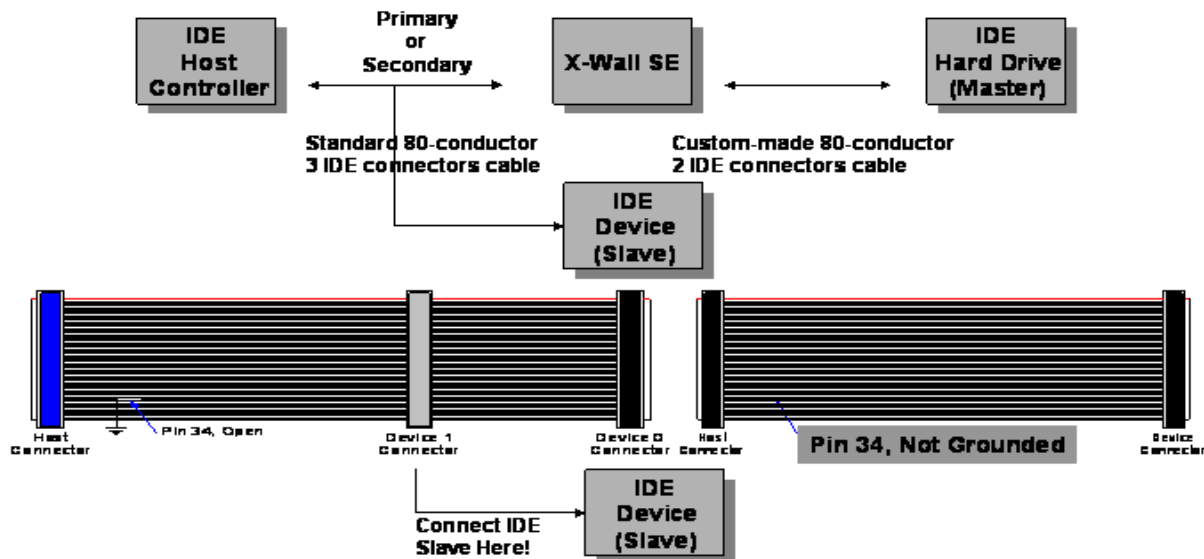 IDE
Host
Controller
Primary
or
Secondary
X-Wall SE
IDE
Hard Drive
(Master)
Standard 80-conductor
3 IDE connectors cable
Custom-made 80-conductor
2 IDE connectors cable
IDE
Device
(Slave)
Pin 34, Open
Host
Connector
Device 1
Connector
Device 0
Connector
Host
Connector
Pin 34, Not Grounded
Device
Connector
Connect IDE
Slave Here!
IDE
Device
(Slave)